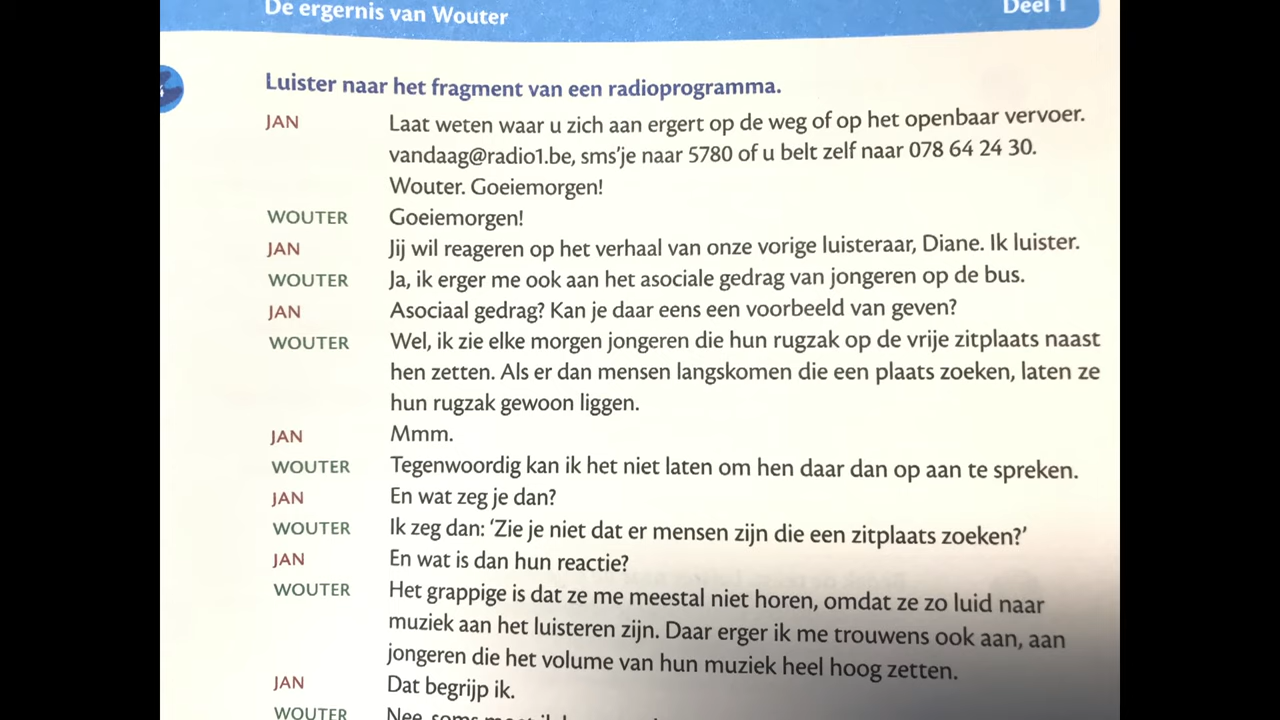 De ergernis van Wouter Deel 1
Luister naar het fragment van een radioprogramma.
JAN Laat weten waar u zich aan ergert op de weg of op het openbaar vervoer.
vandaag@radio1.be, sms'je naar 5780 of u belt zelf naar 078 64 24 30.
Wouter. Goeiemorgen!
WOUTER Goeiemorgen!
JAN Jij wil reageren op het verhaal van onze vorige luisteraar, Diane. Ik luister.
WOUTER Ja, ik erger me ook aan het asociale gedrag van jongeren op de bus.
JAN Asociaal gedrag? Kan je daar eens een voorbeeld van geven?
WOUTER Wel, ik zie elke morgen jongeren die hun rugzak op de vrije zitplaats naast
hen zetten. Als er dan mensen langskomen die een plaats zoeken, laten ze
hun rugzak gewoon liggen.
JAN Mmm.
WOUTER Tegenwoordig kan ik het niet laten om hen daar dan op aan te spreken.
JAN En wat zeg je dan?
WOUTER Ik zeg dan: 'Zie je niet dat er mensen zijn die een zitplaats zoeken?'
JAN En wat is dan hun reactie?
WOUTER Het grappige is dat ze me meestal niet horen, omdat ze zo luid naar
muziek aan het luisteren zijn. Daar erger ik me trouwens ook aan, aan
jongeren die het volume van hun muziek heel hoog zetten.
JAN Dat begrijp ik.
WOUTER Nee, soms moet ik